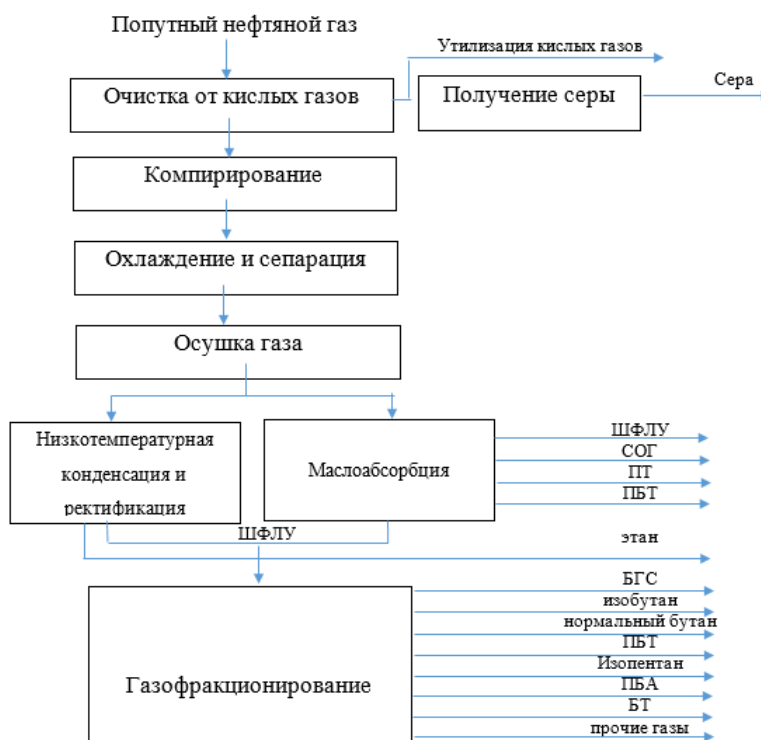 Попутный нефтяной газ
Утилизация кислых газов
Очистка от кислых газов
Получение серы
Сера
Компирирование
Охлаждение и сепарация
Осушка газа
Низкотемпературная
конденсация и
ректификация
Маслоабсорбция
ШФЛУ
СОГ
ПТ
ПБТ
ШФЛУ
этан
Газофракционирование
БГС
изобутан
нормальный бутан
ПБТ
Изопентан
ПБА
БТ
прочие газы